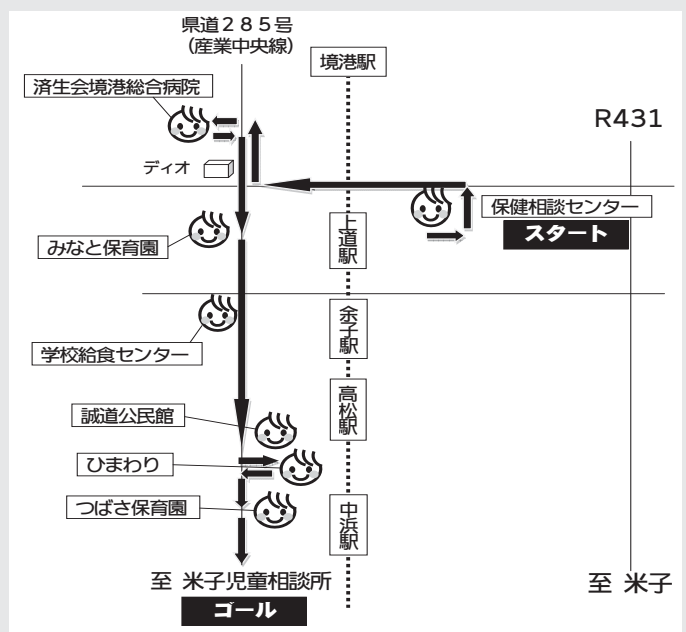 県道２８５号
（産業中央線）
境港駅
済生会境港総合病院
R431
ディオ
保健相談センター
スタート
上道駅
みなと保育園
余子駅
学校給食センター
高松駅
誠道公民館
ひまわり
つばさ保育園
中浜駅
至 米子児童相談所
至 米子
ゴール